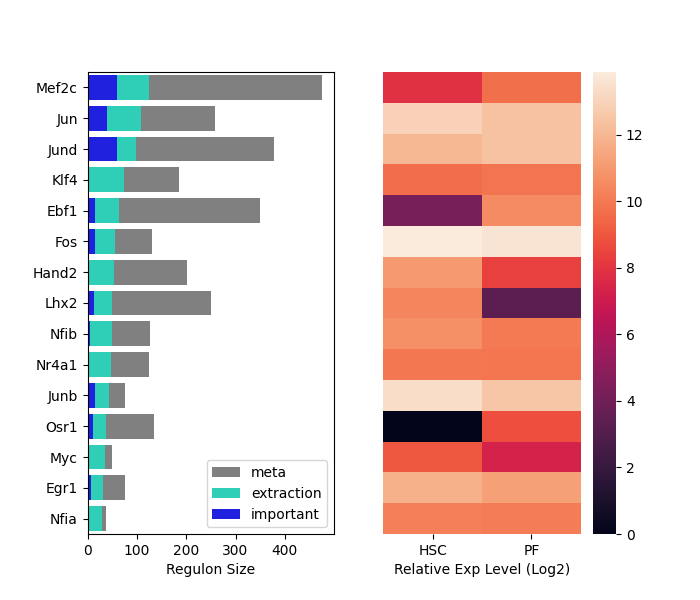 Mef2c
Jun
Jund
Klf4
Ebf1
Fos
Hand2
Lhx2
Nfib
Nr4a1
Junb
Osr1
Myc
Egr1
Nfia
0 100 200 300 400
Regulon Size
meta
extraction
important
HSC PF
Relative Exp Level (Log2)
12
10
8
6
4
2
0